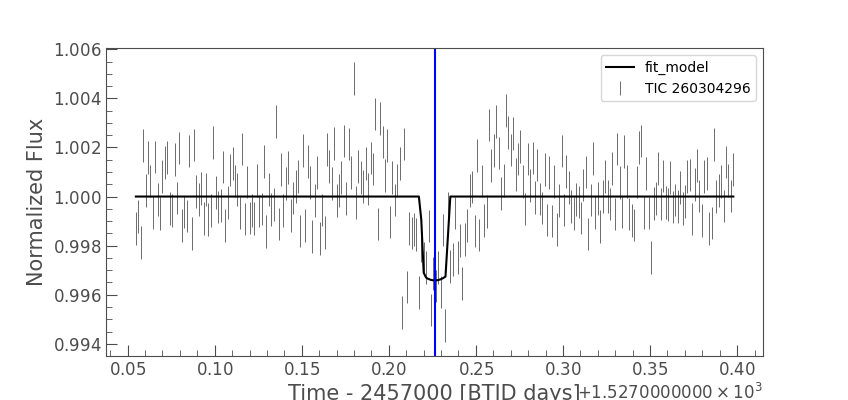 1.006
1.004
1.002
1.000
0.998
0.996
0.994
Normalized Flux
fit_model
TIC 260304296
0.05 0.10 0.15 0.20 0.25 0.30 0.35 0.40
Time - 2457000 [BTJD days]
+1.5270000000 × 10³